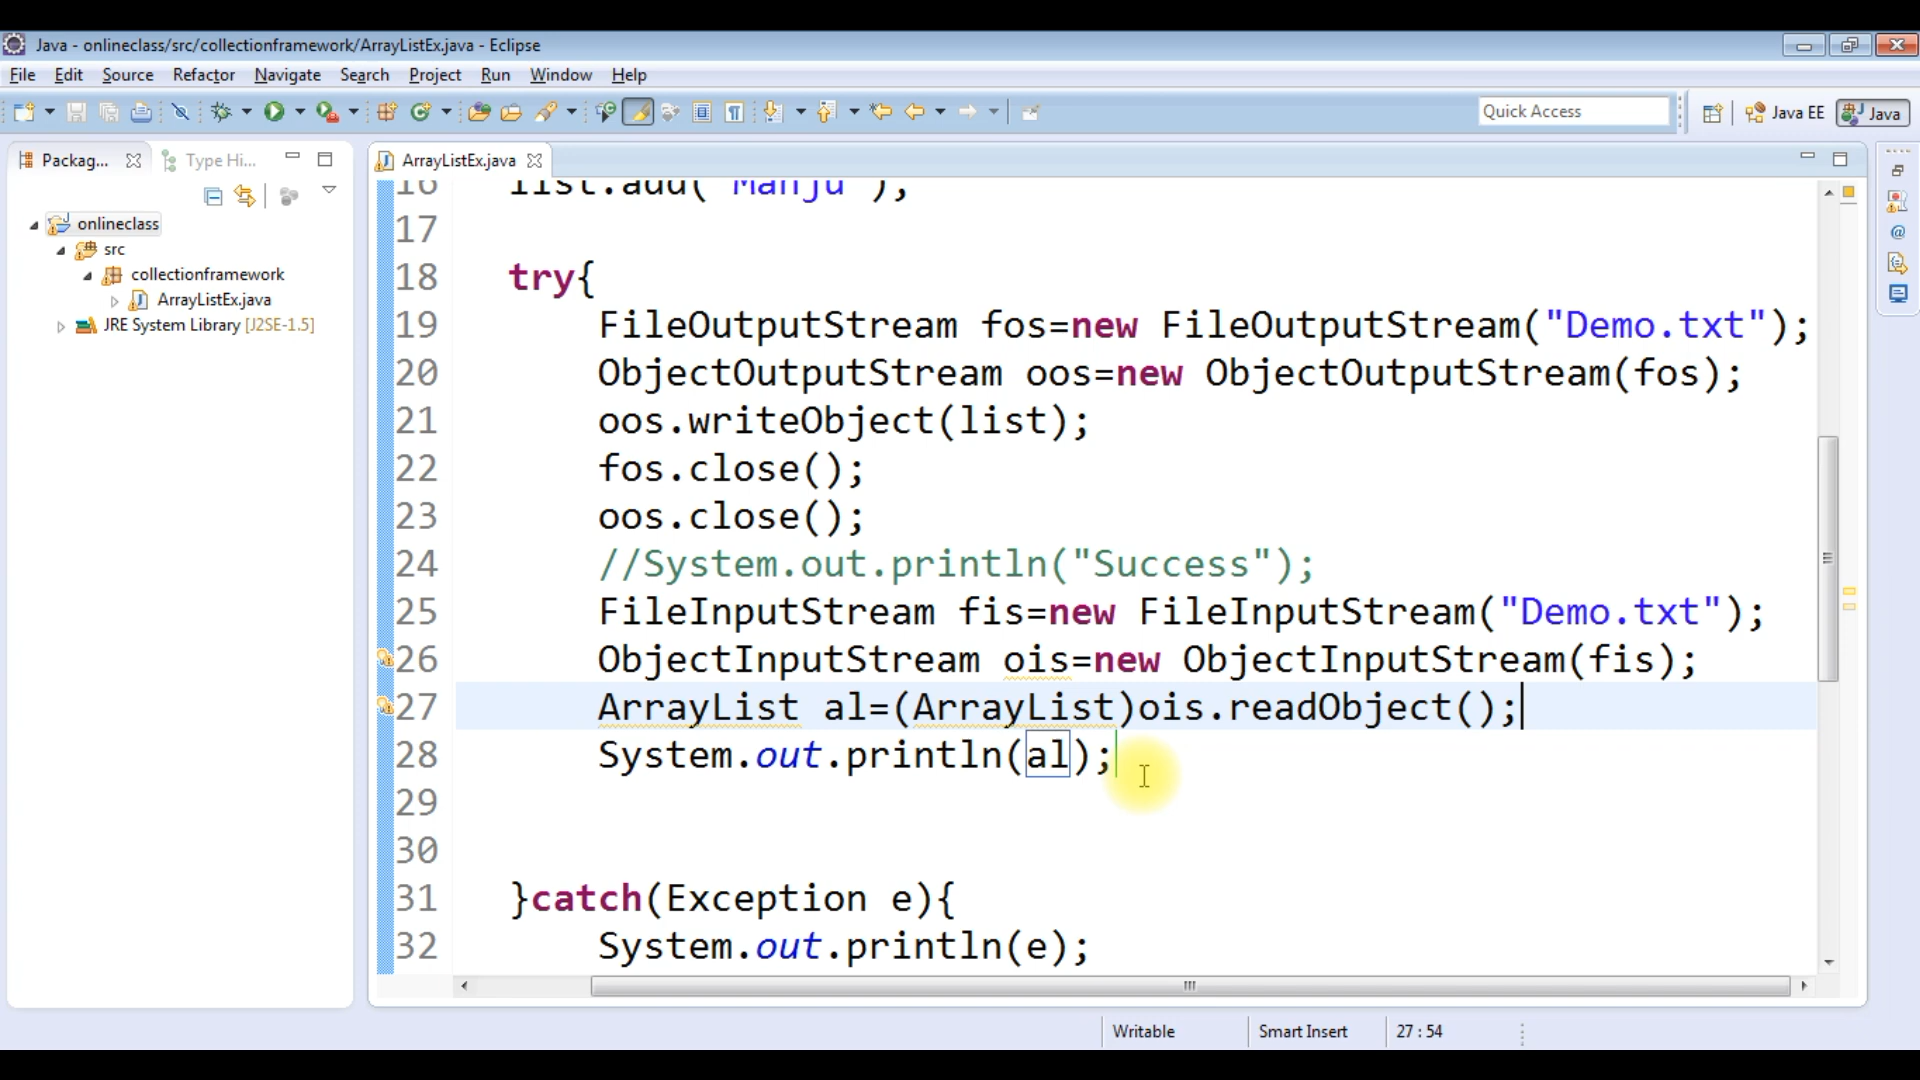 Java - onlineclass/src/collectionframework/ArrayListEx.java - Eclipse
File Edit Source Refactor Navigate Search Project Run Window Help
Quick Access
Java EE
Java
Packag...
Type Hi...
ArrayListEx.java
onlineclass
src
collectionframework
ArrayListEx.java
JRE System Library [J2SE-1.5]
16 list.add("Manju");
17
18 try{
19 FileOutputStream fos=new FileOutputStream("Demo.txt");
20 ObjectOutputStream oos=new ObjectOutputStream(fos);
21 oos.writeObject(list);
22 fos.close();
23 oos.close();
24 //System.out.println("Success");
25 FileInputStream fis=new FileInputStream("Demo.txt");
26 ObjectInputStream ois=new ObjectInputStream(fis);
27 ArrayList al=(ArrayList)ois.readObject();
28 System.out.println(al);
29
30
31 }catch(Exception e){
32 System.out.println(e);
Writable
Smart Insert
27 : 54